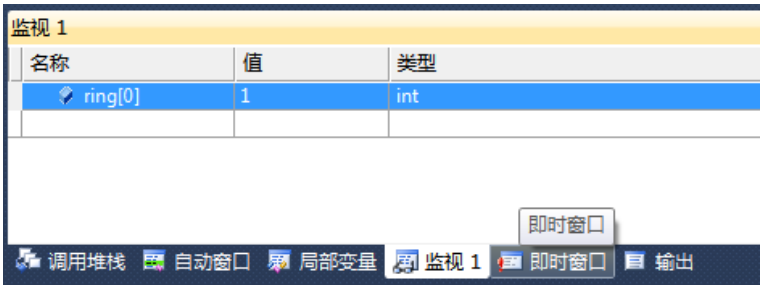 监视 1
名称 值 类型
ring[0] 1 int
即时窗口
调用堆栈 自动窗口 局部变量 监视 1 即时窗口 输出